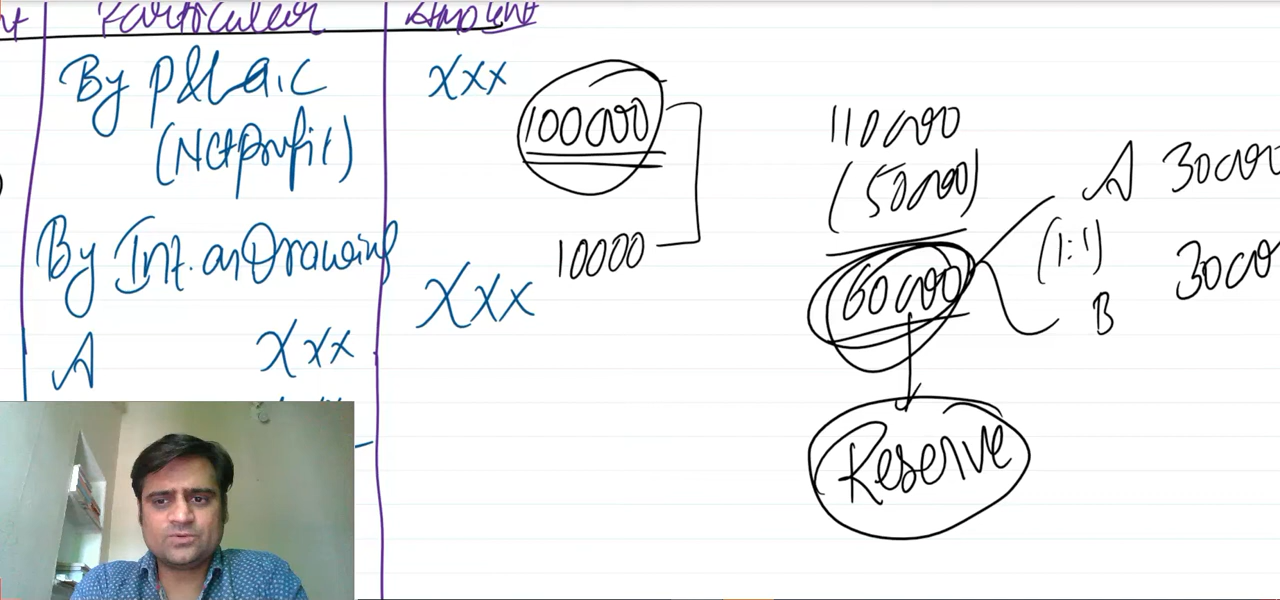 Particular
Amount
By P&L a.c
xxx
(Net profit)
100000
By Int. on Drawing
10000
xxx
A xxx
110000
(50000)
60000
(1:1)
A 30000
B 30000
Reserve